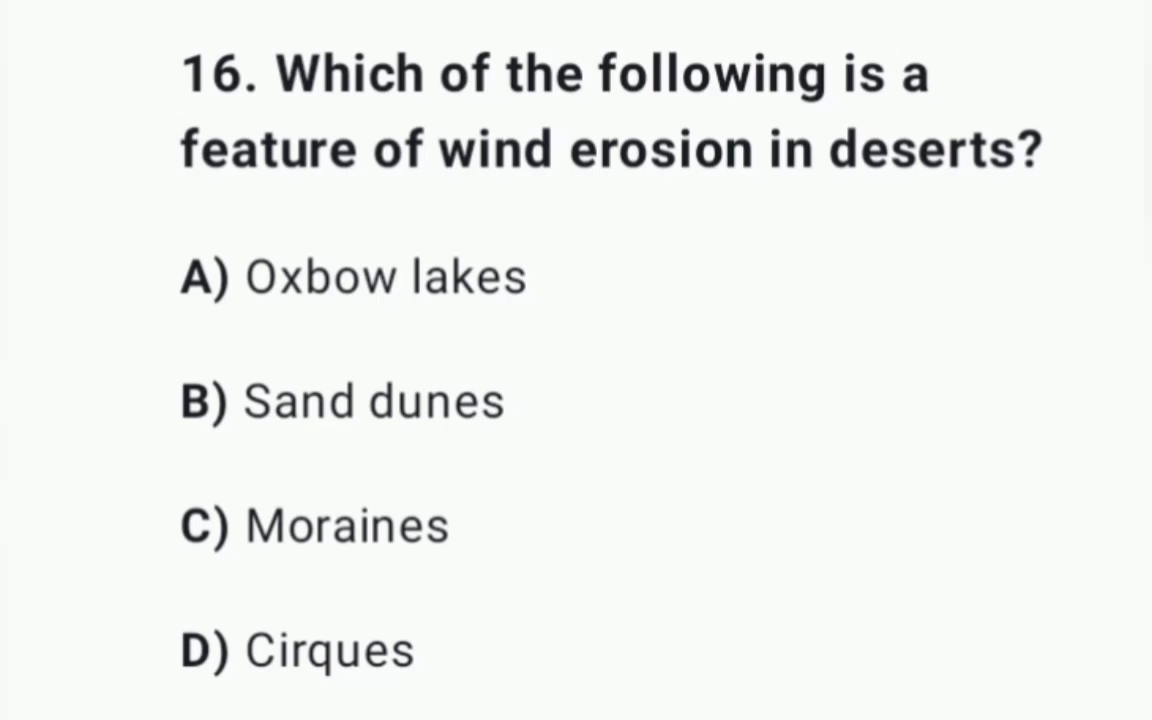 16. Which of the following is a
feature of wind erosion in deserts?
A) Oxbow lakes
B) Sand dunes
C) Moraines
D) Cirques